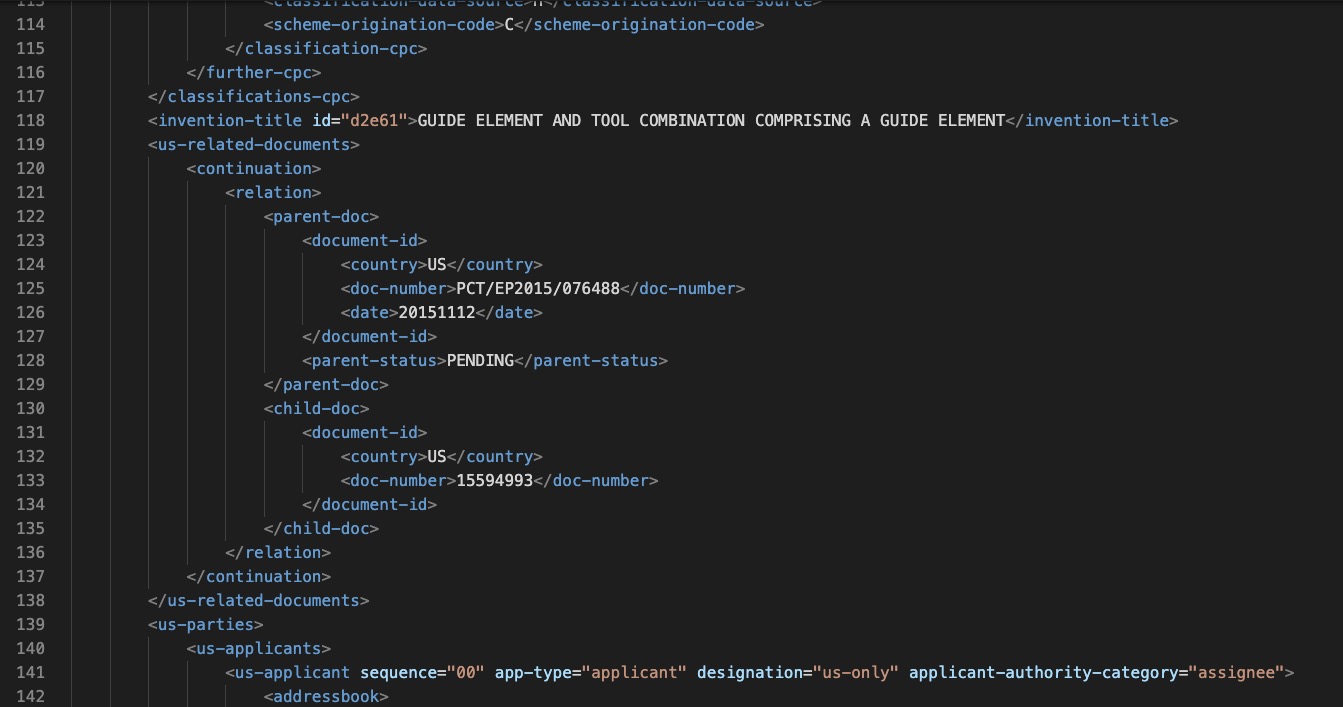 113 <classification-data-source>H</classification-data-source>
114 <scheme-origination-code>C</scheme-origination-code>
115 </classification-cpc>
116 </further-cpc>
117 </classifications-cpc>
118 <invention-title id="d2e61">GUIDE ELEMENT AND TOOL COMBINATION COMPRISING A GUIDE ELEMENT</invention-title>
119 <us-related-documents>
120 <continuation>
121 <relation>
122 <parent-doc>
123 <document-id>
124 <country>US</country>
125 <doc-number>PCT/EP2015/076488</doc-number>
126 <date>20151112</date>
127 </document-id>
128 <parent-status>PENDING</parent-status>
129 </parent-doc>
130 <child-doc>
131 <document-id>
132 <country>US</country>
133 <doc-number>15594993</doc-number>
134 </document-id>
135 </child-doc>
136 </relation>
137 </continuation>
138 </us-related-documents>
139 <us-parties>
140 <us-applicants>
141 <us-applicant sequence="00" app-type="applicant" designation="us-only" applicant-authority-category="assignee">
142 <addressbook>